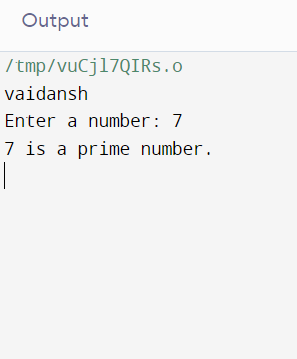 Output
/tmp/vuCjl7QIRs.o
vaidansh
Enter a number: 7
7 is a prime number.